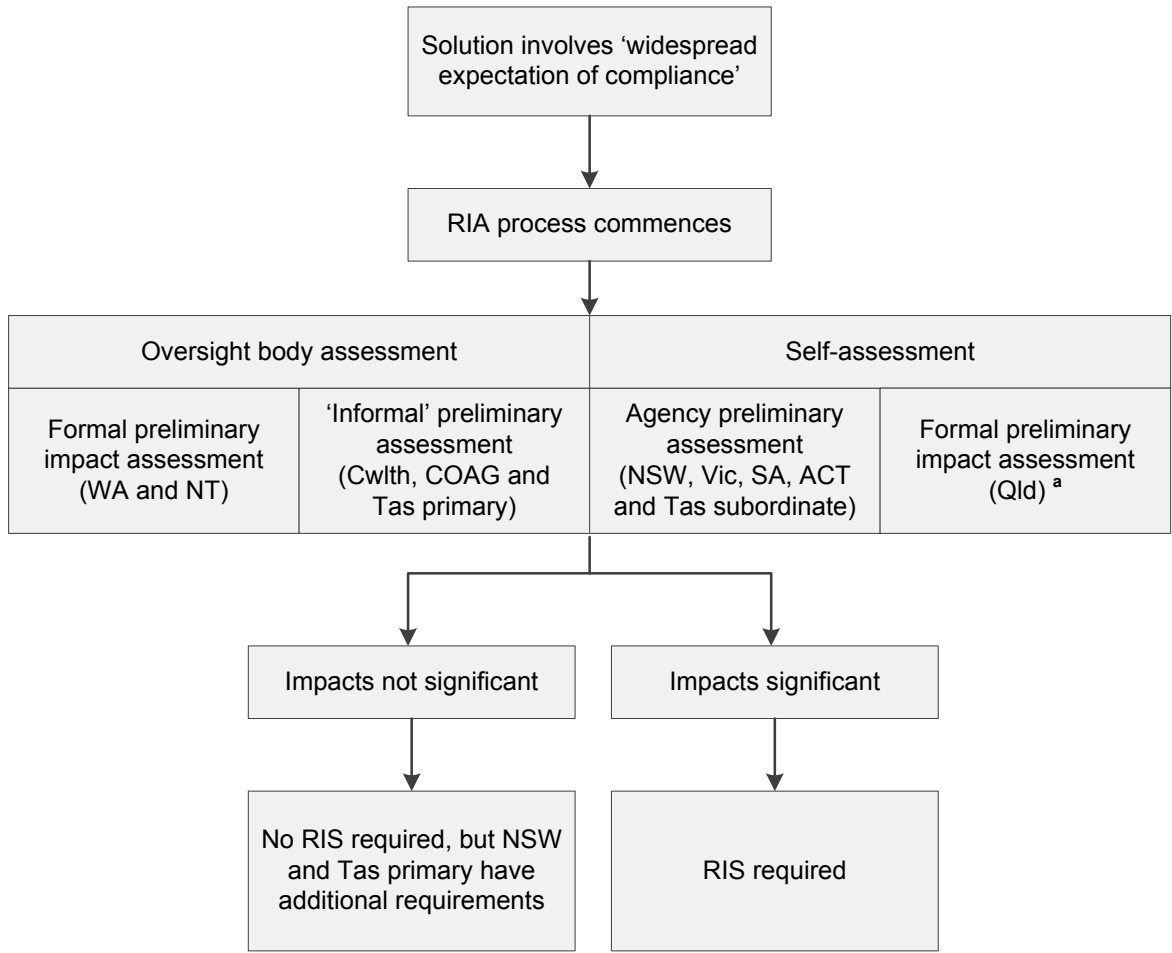 Solution involves ‘widespread
expectation of compliance’
RIA process commences
Oversight body assessment
Self-assessment
Formal preliminary
impact assessment
(WA and NT)
‘Informal’ preliminary
assessment
(Cwlth, COAG and
Tas primary)
Agency preliminary
assessment
(NSW, Vic, SA, ACT
and Tas subordinate)
Formal preliminary
impact assessment
(Qld) a
Impacts not significant
Impacts significant
No RIS required, but NSW
and Tas primary have
additional requirements
RIS required